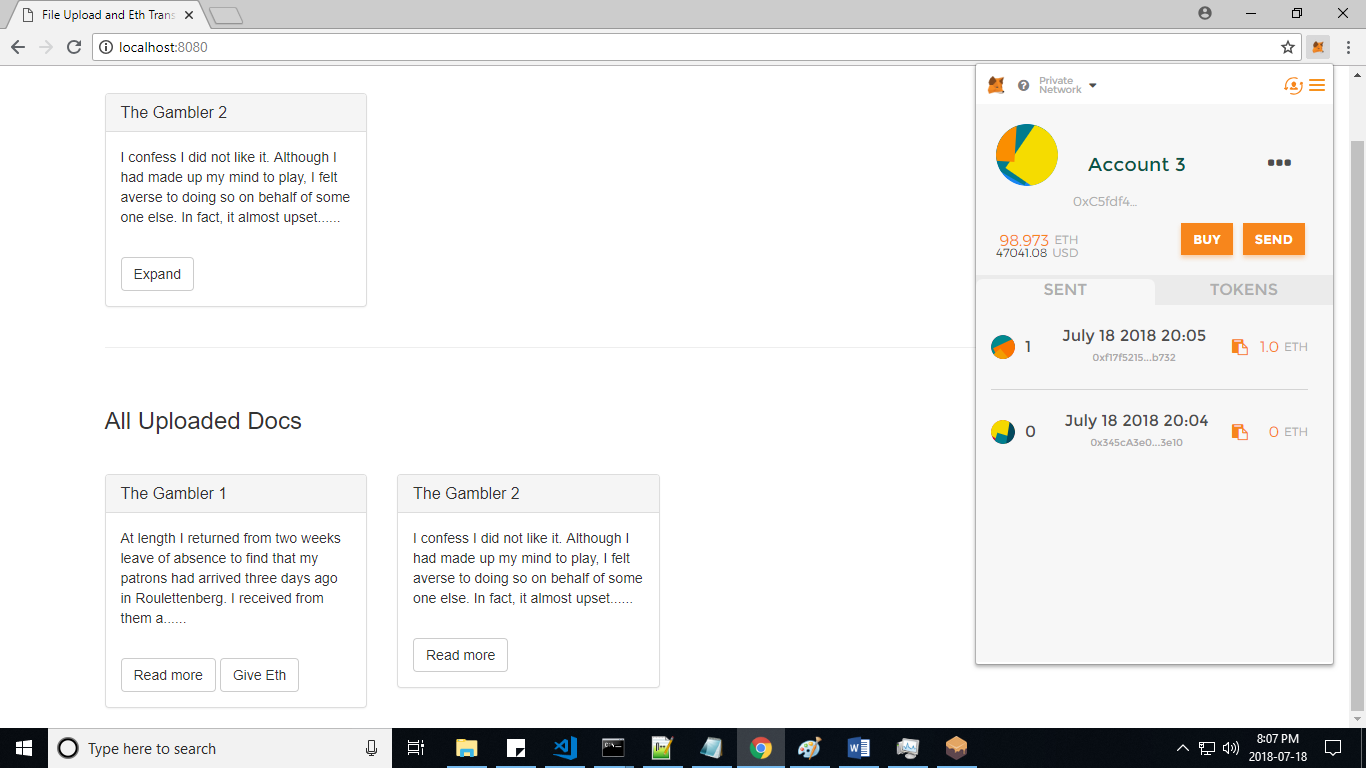 File Upload and Eth Trans
localhost:8080
The Gambler 2
I confess I did not like it. Although I
had made up my mind to play, I felt
averse to doing so on behalf of some
one else. In fact, it almost upset......
Expand
All Uploaded Docs
The Gambler 1
At length I returned from two weeks
leave of absence to find that my
patrons had arrived three days ago
in Roulettenberg. I received from
them a......
Read more
Give Eth
The Gambler 2
I confess I did not like it. Although I
had made up my mind to play, I felt
averse to doing so on behalf of some
one else. In fact, it almost upset......
Read more
Private
Network
Account 3
0xC5fdf4...
98.973 ETH
47041.08 USD
BUY
SEND
SENT
TOKENS
1
July 18 2018 20:05
0xf17f5215...b732
1.0 ETH
0
July 18 2018 20:04
0x345cA3e0...3e10
0 ETH
Type here to search
8:07 PM
2018-07-18